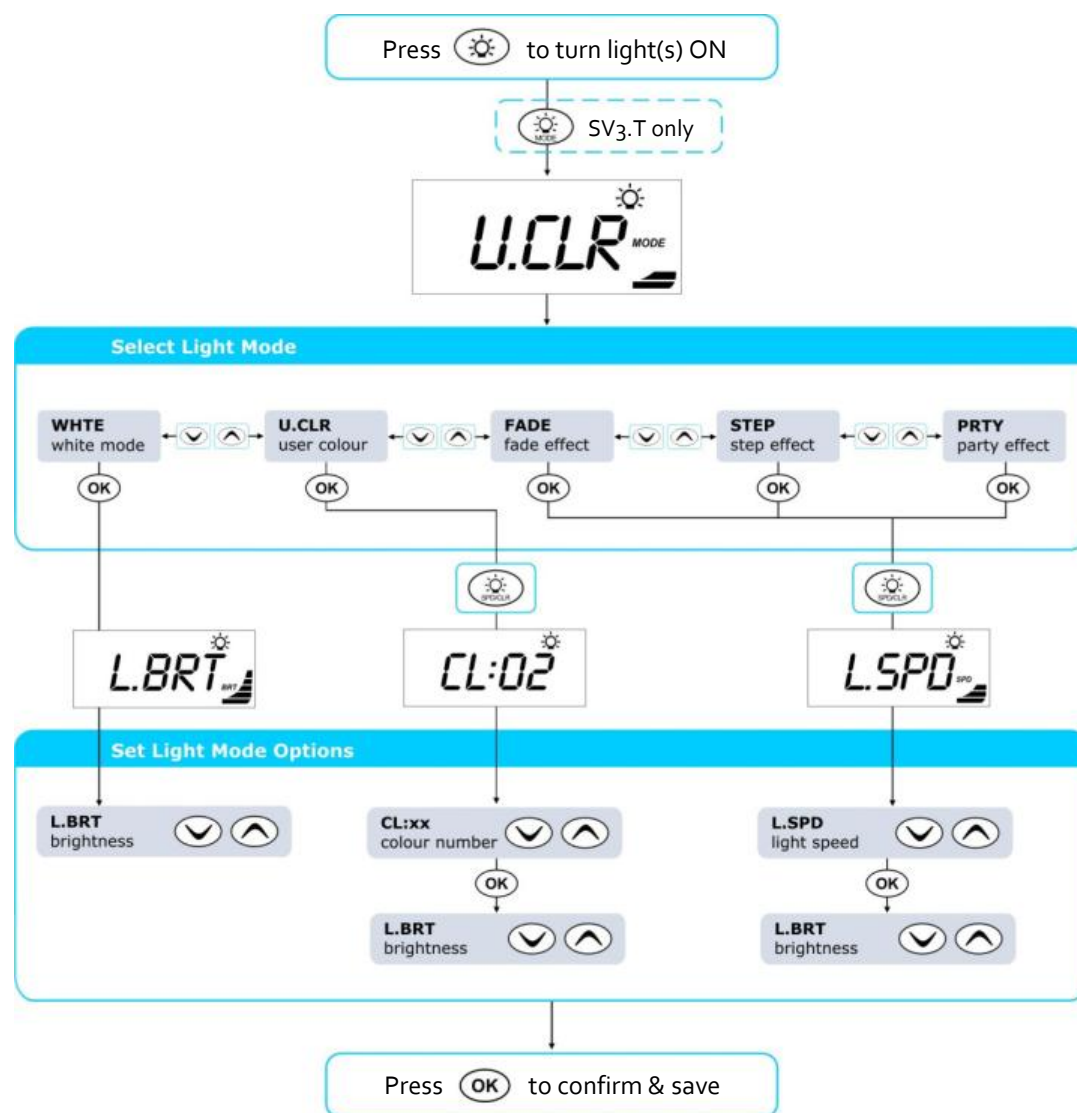 Press to turn light(s) ON
MODE
SV3.T only
U.CLR
MODE
Select Light Mode
WHTE
white mode
U.CLR
user colour
FADE
fade effect
STEP
step effect
PRTY
party effect
OK
OK
OK
OK
OK
SPD/CLR
SPD/CLR
L.BRT
BRT
CL:02
L.SPD
SPD
Set Light Mode Options
L.BRT
brightness
CL:xx
colour number
L.SPD
light speed
OK
OK
L.BRT
brightness
L.BRT
brightness
Press OK to confirm & save